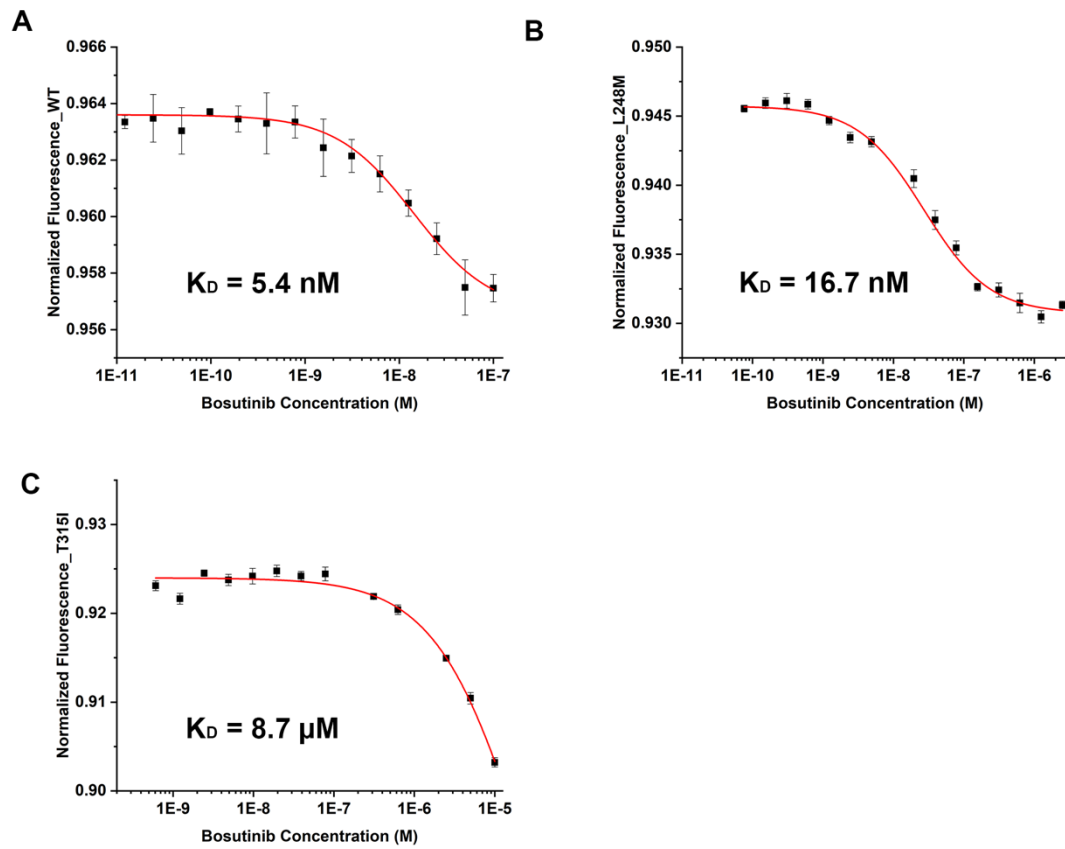 A
Normalized Fluorescence_WT
0.966
0.964
0.962
0.960
0.958
0.956
K_D = 5.4 nM
1E-11 1E-10 1E-9 1E-8 1E-7
Bosutinib Concentration (M)
B
Normalized Fluorescence_L248M
0.950
0.945
0.940
0.935
0.930
K_D = 16.7 nM
1E-11 1E-10 1E-9 1E-8 1E-7 1E-6
Bosutinib Concentration (M)
C
Normalized Fluorescence_T315I
0.93
0.92
0.91
0.90
K_D = 8.7 µM
1E-9 1E-8 1E-7 1E-6 1E-5
Bosutinib Concentration (M)